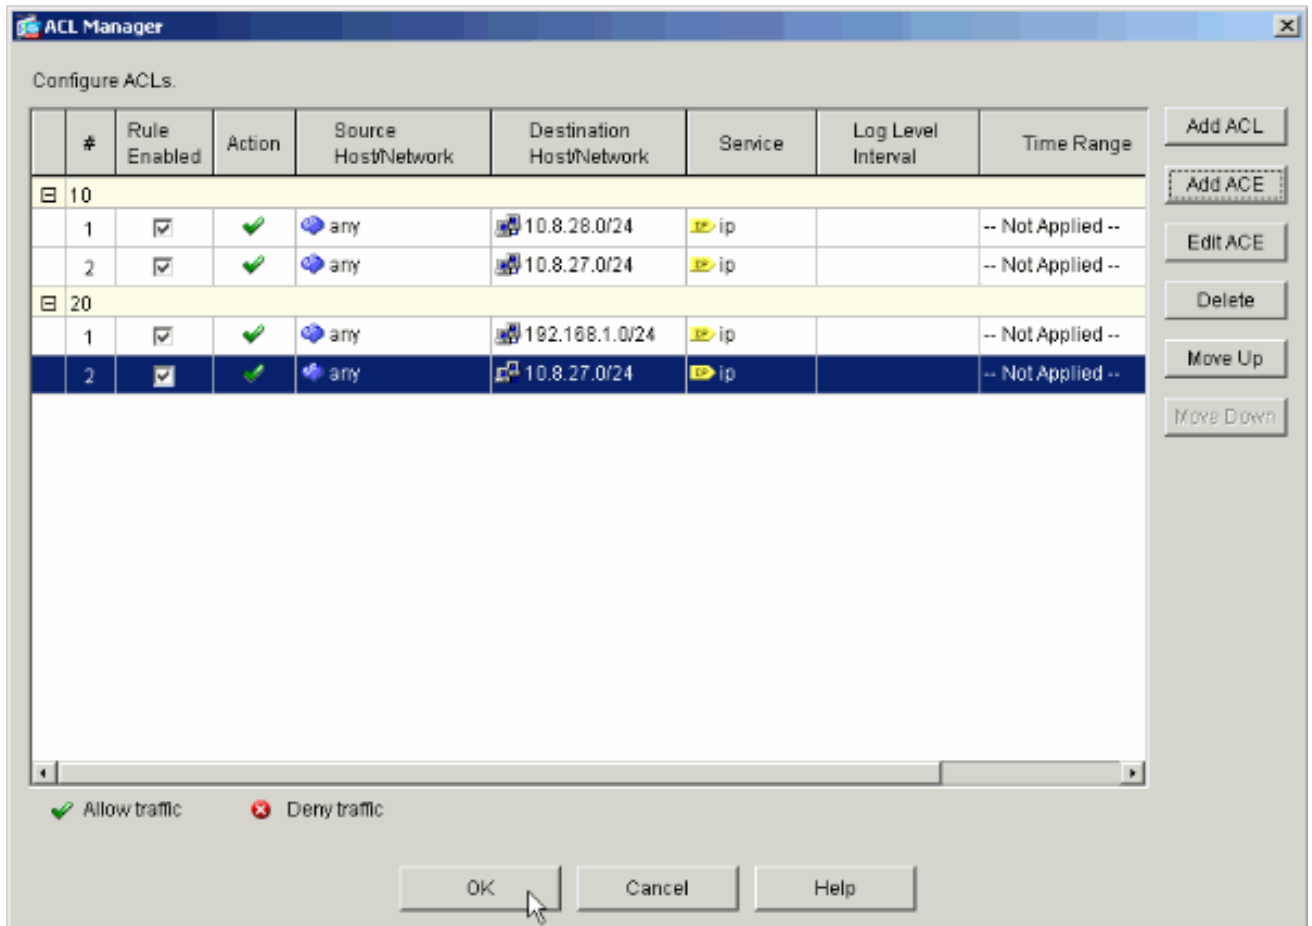 ACL Manager
Configure ACLs.
# Rule Enabled Action Source Host/Network Destination Host/Network Service Log Level Interval Time Range
10
1 any 10.8.28.0/24 IP ip -- Not Applied --
2 any 10.8.27.0/24 IP ip -- Not Applied --
20
1 any 192.168.1.0/24 IP ip -- Not Applied --
2 any 10.8.27.0/24 IP ip -- Not Applied --
Add ACL
Add ACE
Edit ACE
Delete
Move Up
Move Down
Allow traffic Deny traffic
OK Cancel Help